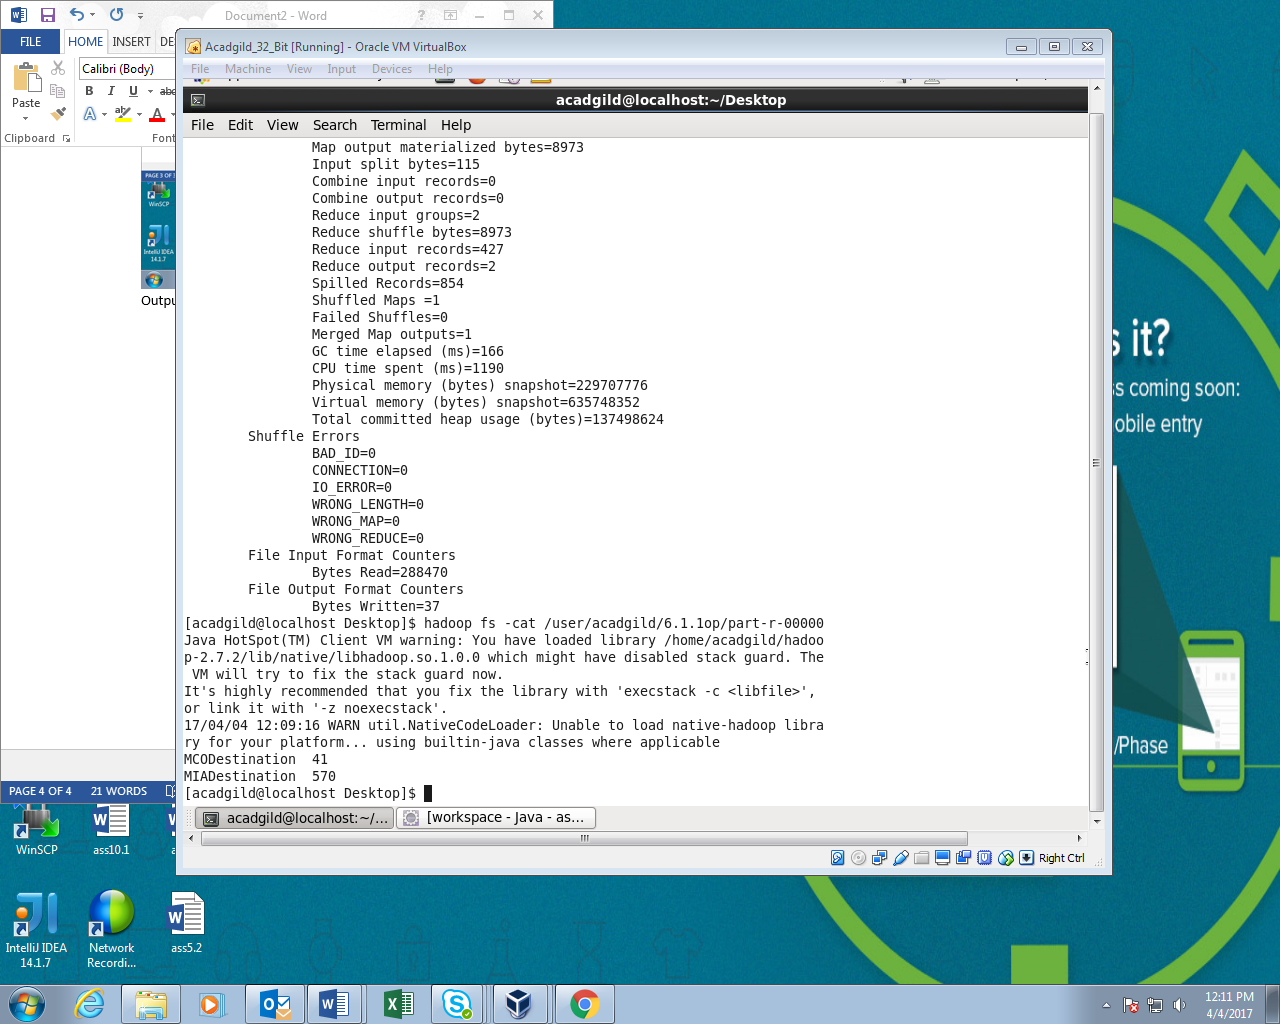 Document2 - Word
FILE
HOME
INSERT
Calibri (Body)
Paste
B I U abc
Clipboard
Font
PAGE 3 OF
WinSCP
IntelliJ IDEA
14.1.7
Outpu
PAGE 4 OF 4
21 WORDS
Acadgild_32_Bit [Running] - Oracle VM VirtualBox
File Machine View Input Devices Help
acadgild@localhost:~/Desktop
File Edit View Search Terminal Help
Map output materialized bytes=8973
Input split bytes=115
Combine input records=0
Combine output records=0
Reduce input groups=2
Reduce shuffle bytes=8973
Reduce input records=427
Reduce output records=2
Spilled Records=854
Shuffled Maps =1
Failed Shuffles=0
Merged Map outputs=1
GC time elapsed (ms)=166
CPU time spent (ms)=1190
Physical memory (bytes) snapshot=229707776
Virtual memory (bytes) snapshot=635748352
Total committed heap usage (bytes)=137498624
Shuffle Errors
BAD_ID=0
CONNECTION=0
IO_ERROR=0
WRONG_LENGTH=0
WRONG_MAP=0
WRONG_REDUCE=0
File Input Format Counters
Bytes Read=288470
File Output Format Counters
Bytes Written=37
[acadgild@localhost Desktop]$ hadoop fs -cat /user/acadgild/6.1.1op/part-r-00000
Java HotSpot(TM) Client VM warning: You have loaded library /home/acadgild/hadoo
p-2.7.2/lib/native/libhadoop.so.1.0.0 which might have disabled stack guard. The
VM will try to fix the stack guard now.
It's highly recommended that you fix the library with 'execstack -c <libfile>',
or link it with '-z noexecstack'.
17/04/04 12:09:16 WARN util.NativeCodeLoader: Unable to load native-hadoop libra
ry for your platform... using builtin-java classes where applicable
MCODestination 41
MIADestination 570
[acadgild@localhost Desktop]$
acadgild@localhost:~/...
[workspace - Java - as...
Right Ctrl
s it?
ss coming soon:
obile entry
/Phase
WinSCP
ass10.1
IntelliJ IDEA
14.1.7
Network
Recordi...
ass5.2
12:11 PM
4/4/2017